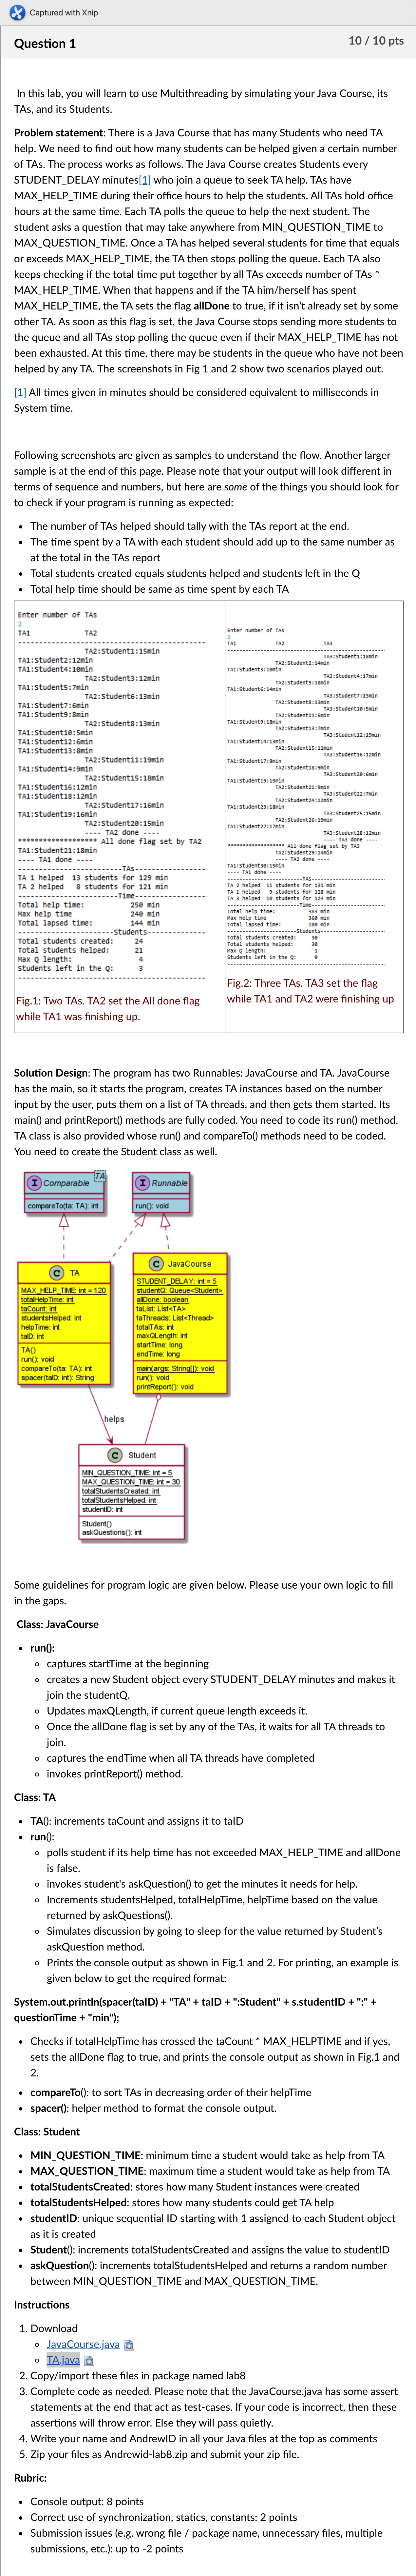 Captured with Xnip
Question 1
10 / 10 pts
In this lab, you will learn to use Multithreading by simulating your Java Course, its
TAs, and its Students.
Problem statement: There is a Java Course that has many Students who need TA
help. We need to find out how many students can be helped given a certain number
of TAs. The process works as follows. The Java Course creates Students every
STUDENT_DELAY minutes[1] who join a queue to seek TA help. TAs have
MAX_HELP_TIME during their office hours to help the students. All TAs hold office
hours at the same time. Each TA polls the queue to help the next student. The
student asks a question that may take anywhere from MIN_QUESTION_TIME to
MAX_QUESTION_TIME. Once a TA has helped several students for time that equals
or exceeds MAX_HELP_TIME, the TA then stops polling the queue. Each TA also
keeps checking if the total time put together by all TAs exceeds number of TAs *
MAX_HELP_TIME. When that happens and if the TA him/herself has spent
MAX_HELP_TIME, the TA sets the flag allDone to true, if it isn't already set by some
other TA. As soon as this flag is set, the Java Course stops sending more students to
the queue and all TAs stop polling the queue even if their MAX_HELP_TIME has not
been exhausted. At this time, there may be students in the queue who have not been
helped by any TA. The screenshots in Fig 1 and 2 show two scenarios played out.
[1] All times given in minutes should be considered equivalent to milliseconds in
System time.
Following screenshots are given as samples to understand the flow. Another larger
sample is at the end of this page. Please note that your output will look different in
terms of sequence and numbers, but here are some of the things you should look for
to check if your program is running as expected:
• The number of TAs helped should tally with the TAs report at the end.
• The time spent by a TA with each student should add up to the same number as
at the total in the TAs report
• Total students created equals students helped and students left in the Q
• Total help time should be same as time spent by each TA
Enter number of TAs
2
TA1 TA2
TA2:Student1:15min
TA1:Student2:12min
TA1:Student4:10min
TA2:Student3:12min
TA1:Student5:7min
TA2:Student6:13min
TA1:Student7:6min
TA1:Student9:8min
TA2:Student8:13min
TA1:Student10:5min
TA1:Student12:6min
TA1:Student13:8min
TA2:Student11:19min
TA1:Student14:9min
TA2:Student15:18min
TA1:Student16:12min
TA1:Student18:12min
TA2:Student17:16min
TA1:Student19:16min
TA2:Student20:15min
---- TA2 done ----
****************** All done flag set by TA2
TA1:Student21:18min
---- TA1 done ----
TAs
TA 1 helped 13 students for 129 min
TA 2 helped 8 students for 121 min
Time
Total help time: 250 min
Max help time 240 min
Total lapsed time: 144 min
Students
Total students created: 24
Total students helped: 21
Max Q length: 4
Students left in the Q: 3
Fig.1: Two TAs. TA2 set the All done flag
while TA1 was finishing up.
Enter number of TAs
3
TA1 TA2 TA3
TA3:Student1:18min
TA2:Student2:14min
TA1:Student3:10min
TA3:Student4:17min
TA2:Student5:18min
TA1:Student6:14min
TA3:Student7:13min
TA2:Student8:13min
TA3:Student10:5min
TA2:Student11:5min
TA1:Student9:18min
TA2:Student13:7min
TA3:Student12:19min
TA1:Student14:13min
TA2:Student15:11min
TA3:Student16:12min
TA1:Student17:8min
TA2:Student18:9min
TA3:Student20:6min
TA1:Student19:15min
TA2:Student21:9min
TA3:Student22:7min
TA2:Student24:12min
TA1:Student23:18min
TA3:Student25:15min
TA2:Student26:19min
TA1:Student27:17min
TA3:Student28:12min
---- TA3 done ----
****************** All done flag set by TA3
TA2:Student29:14min
---- TA2 done ----
TA1:Student30:15min
---- TA1 done ----
TAs
TA 2 helped 11 students for 131 min
TA 1 helped 9 students for 128 min
TA 3 helped 10 students for 124 min
Time
Total help time: 383 min
Max help time 360 min
Total lapsed time: 180 min
Students
Total students created: 30
Total students helped: 30
Max Q length: 1
Students left in the Q: 0
Fig.2: Three TAs. TA3 set the flag
while TA1 and TA2 were finishing up
Solution Design: The program has two Runnables: JavaCourse and TA. JavaCourse
has the main, so it starts the program, creates TA instances based on the number
input by the user, puts them on a list of TA threads, and then gets them started. Its
main() and printReport() methods are fully coded. You need to code its run() method.
TA class is also provided whose run() and compareTo() methods need to be coded.
You need to create the Student class as well.
I Comparable TA
compareTo(ta: TA): int
I Runnable
run(): void
C TA
MAX_HELP_TIME: int = 120
totalHelpTime: int
taCount: int
studentsHelped: int
helpTime: int
taID: int
TA()
run(): void
compareTo(ta: TA): int
spacer(taID: int): String
C JavaCourse
STUDENT_DELAY: int = 5
studentQ: Queue<Student>
allDone: boolean
taList: List<TA>
taThreads: List<Thread>
totalTAs: int
maxQLength: int
startTime: long
endTime: long
main(args: String[]): void
run(): void
printReport(): void
helps
C Student
MIN_QUESTION_TIME: int = 5
MAX_QUESTION_TIME: int = 30
totalStudentsCreated: int
totalStudentsHelped: int
studentID: int
Student()
askQuestions(): int
Some guidelines for program logic are given below. Please use your own logic to fill
in the gaps.
Class: JavaCourse
• run():
◦ captures startTime at the beginning
◦ creates a new Student object every STUDENT_DELAY minutes and makes it
join the studentQ.
◦ Updates maxQLength, if current queue length exceeds it.
◦ Once the allDone flag is set by any of the TAs, it waits for all TA threads to
join.
◦ captures the endTime when all TA threads have completed
◦ invokes printReport() method.
Class: TA
• TA(): increments taCount and assigns it to taID
• run():
◦ polls student if its help time has not exceeded MAX_HELP_TIME and allDone
is false.
◦ invokes student's askQuestion() to get the minutes it needs for help.
◦ Increments studentsHelped, totalHelpTime, helpTime based on the value
returned by askQuestions().
◦ Simulates discussion by going to sleep for the value returned by Student's
askQuestion method.
◦ Prints the console output as shown in Fig.1 and 2. For printing, an example is
given below to get the required format:
System.out.println(spacer(taID) + "TA" + taID + ":Student" + s.studentID + ":" +
questionTime + "min");
• Checks if totalHelpTime has crossed the taCount * MAX_HELPTIME and if yes,
sets the allDone flag to true, and prints the console output as shown in Fig.1 and
2.
• compareTo(): to sort TAs in decreasing order of their helpTime
• spacer(): helper method to format the console output.
Class: Student
• MIN_QUESTION_TIME: minimum time a student would take as help from TA
• MAX_QUESTION_TIME: maximum time a student would take as help from TA
• totalStudentsCreated: stores how many Student instances were created
• totalStudentsHelped: stores how many students could get TA help
• studentID: unique sequential ID starting with 1 assigned to each Student object
as it is created
• Student(): increments totalStudentsCreated and assigns the value to studentID
• askQuestion(): increments totalStudentsHelped and returns a random number
between MIN_QUESTION_TIME and MAX_QUESTION_TIME.
Instructions
1. Download
◦ JavaCourse.java
◦ TA.java
2. Copy/import these files in package named lab8
3. Complete code as needed. Please note that the JavaCourse.java has some assert
statements at the end that act as test-cases. If your code is incorrect, then these
assertions will throw error. Else they will pass quietly.
4. Write your name and AndrewID in all your Java files at the top as comments
5. Zip your files as Andrewid-lab8.zip and submit your zip file.
Rubric:
• Console output: 8 points
• Correct use of synchronization, statics, constants: 2 points
• Submission issues (e.g. wrong file / package name, unnecessary files, multiple
submissions, etc.): up to -2 points